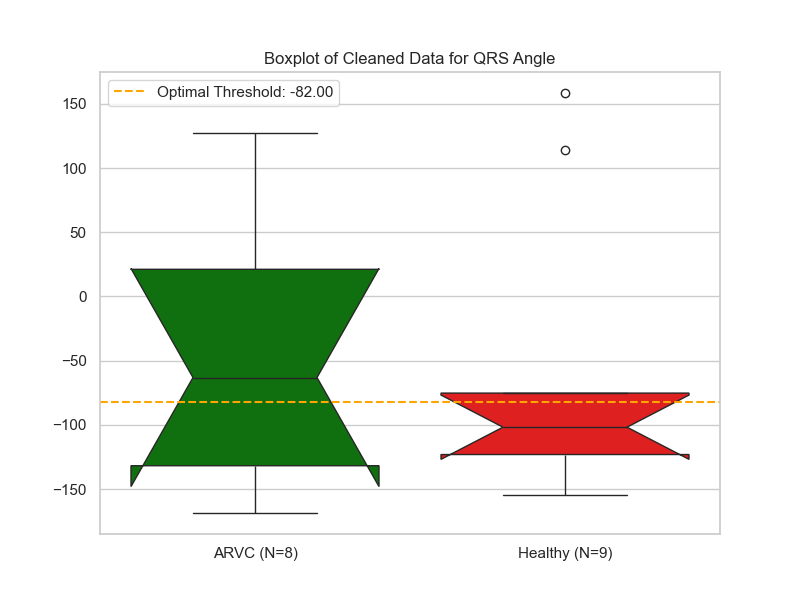 Boxplot of Cleaned Data for QRS Angle
Optimal Threshold: -82.00
150
100
50
0
−50
−100
−150
ARVC (N=8)
Healthy (N=9)